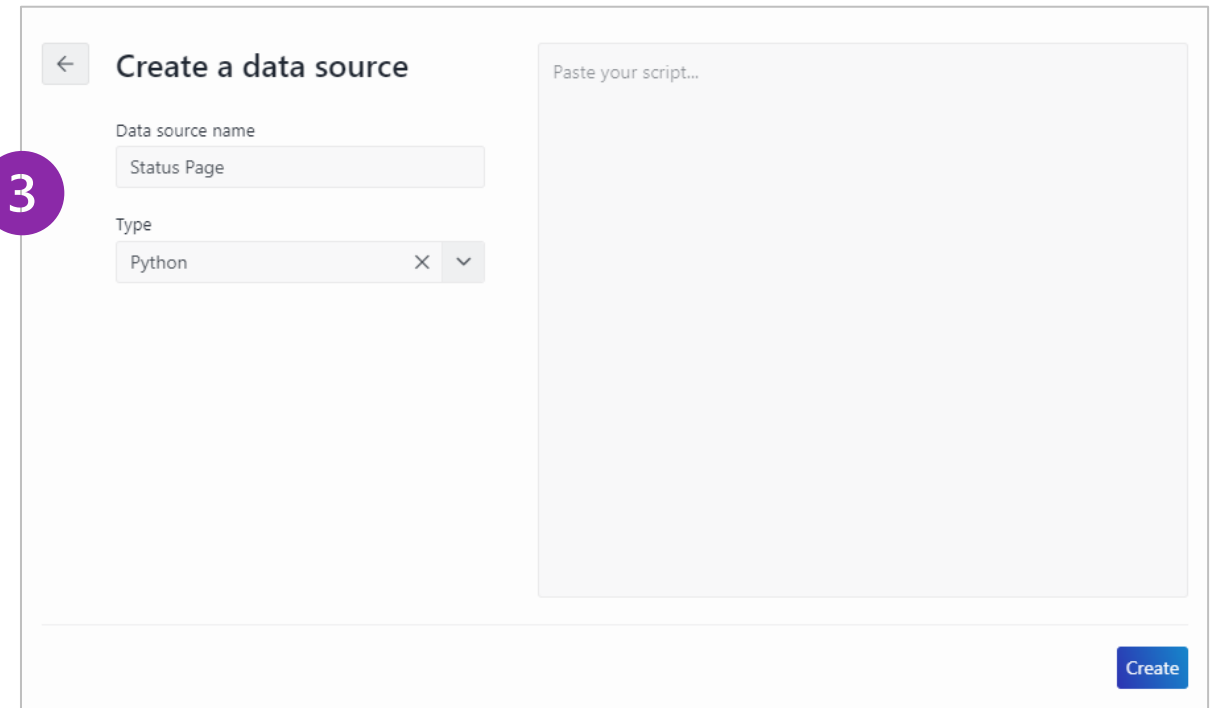 Create a data source
Data source name
Status Page
3
Type
Python
Paste your script...
Create